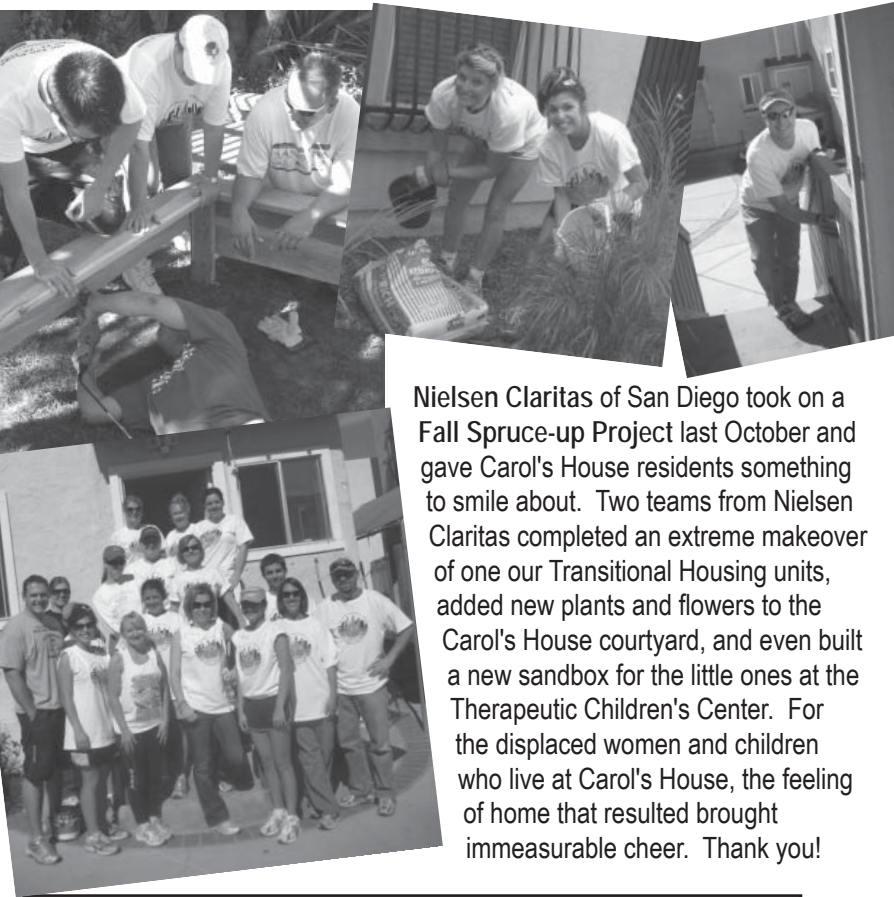 Nielsen Claritas of San Diego took on a
Fall Spruce-up Project last October and
gave Carol's House residents something
to smile about.  Two teams from Nielsen
Claritas completed an extreme makeover
of one our Transitional Housing units,
added new plants and flowers to the
Carol's House courtyard, and even built
a new sandbox for the little ones at the
Therapeutic Children's Center.  For
the displaced women and children
who live at Carol's House, the feeling
of home that resulted brought
immeasurable cheer.  Thank you!